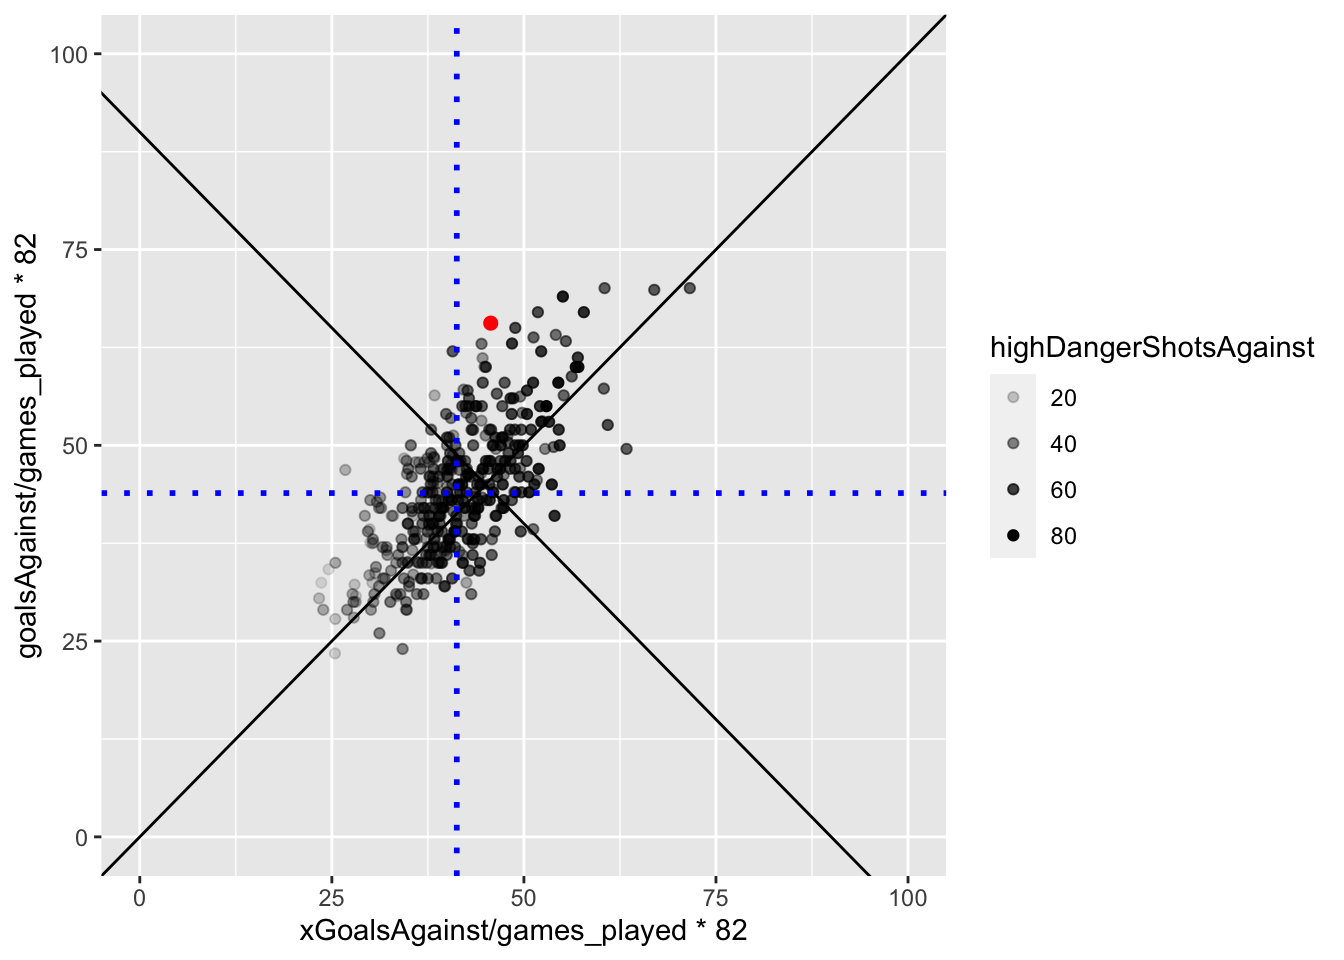 100
75
50
25
0
goalsAgainst/games_played * 82
0 25 50 75 100
xGoalsAgainst/games_played * 82
highDangerShotsAgainst
20
40
60
80